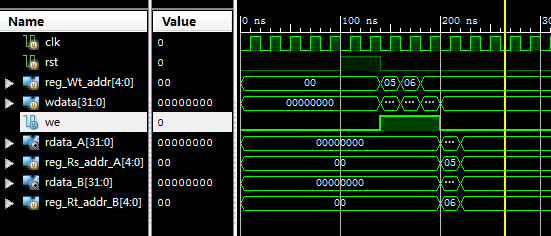 Name Value 0 ns 100 ns 200 ns 30
clk 0
rst 0
reg_Wt_addr[4:0] 00 00 05 06
wdata[31:0] 00000000 00000000 ... ... ...
we 0
rdata_A[31:0] 00000000 00000000 ...
reg_Rs_addr_A[4:0] 00 00 05
rdata_B[31:0] 00000000 00000000 ...
reg_Rt_addr_B[4:0] 00 00 06